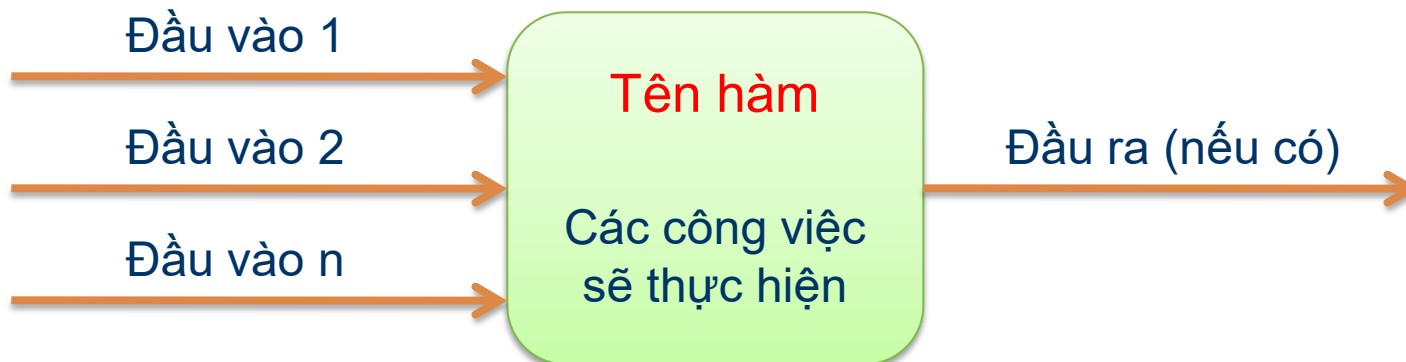 Đầu vào 1
Đầu vào 2
Đầu vào n
Tên hàm
Các công việc
sẽ thực hiện
Đầu ra (nếu có)